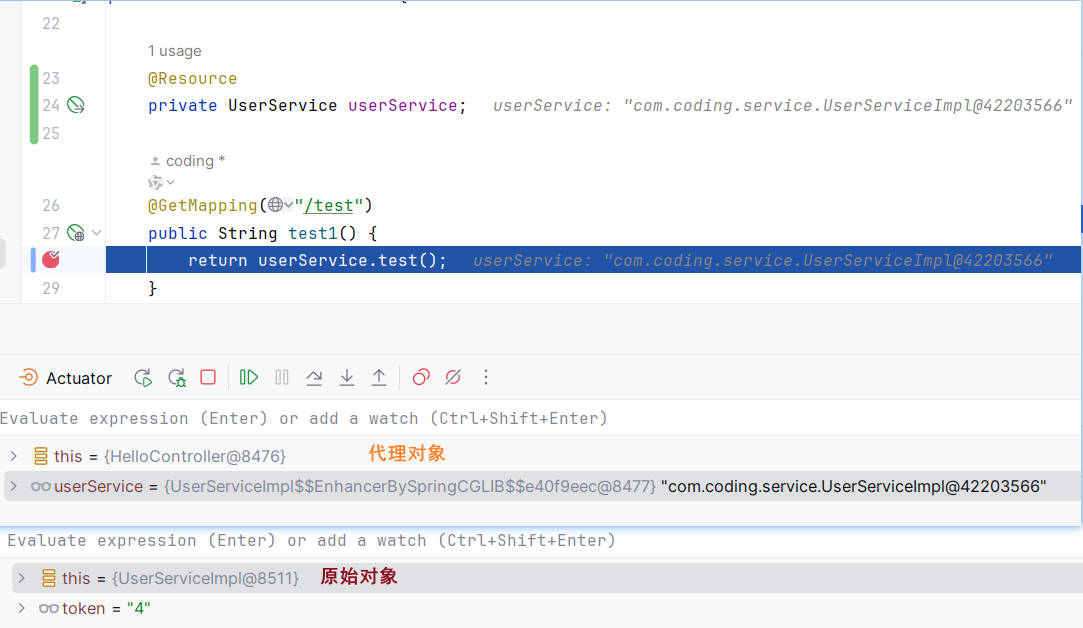 22
1 usage
23 @Resource
24 private UserService userService; userService: "com.coding.service.UserServiceImpl@42203566"
25
coding *
26 @GetMapping("/test")
27 public String test1() {
return userService.test(); userService: "com.coding.service.UserServiceImpl@42203566"
29 }
Actuator
Evaluate expression (Enter) or add a watch (Ctrl+Shift+Enter)
this = {HelloController@8476} 代理对象
userService = {UserServiceImpl$$EnhancerBySpringCGLIB$$e40f9eec@8477} "com.coding.service.UserServiceImpl@42203566"
Evaluate expression (Enter) or add a watch (Ctrl+Shift+Enter)
this = {UserServiceImpl@8511} 原始对象
token = "4"